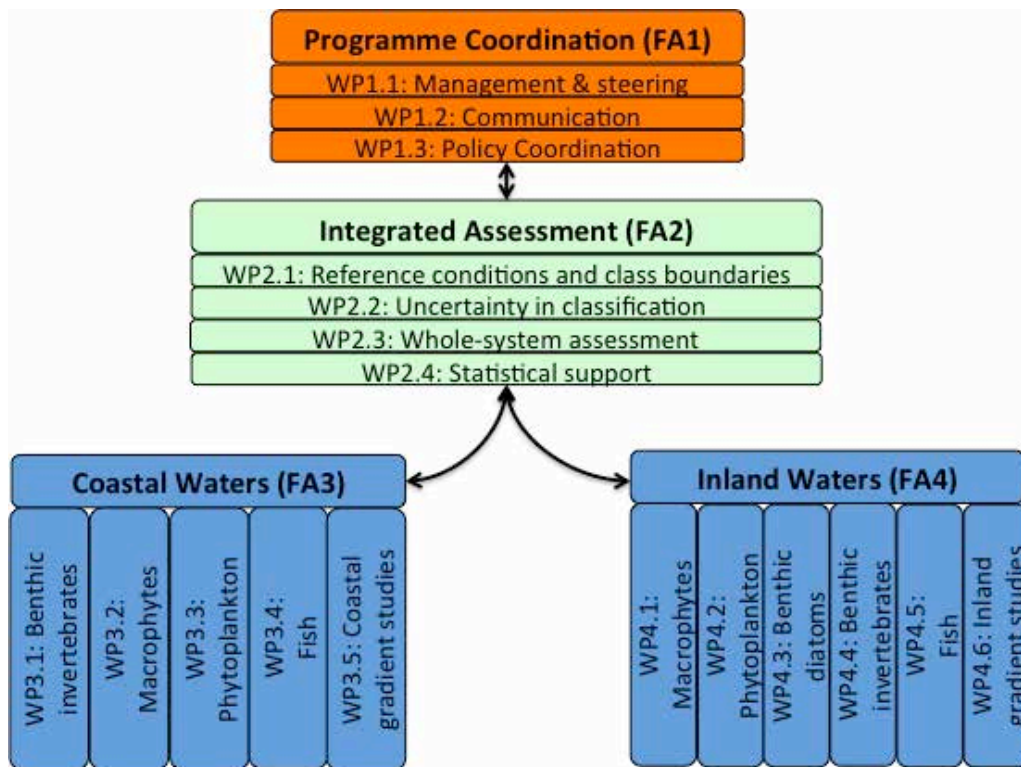 Programme Coordination (FA1)
WP1.1: Management & steering
WP1.2: Communication
WP1.3: Policy Coordination
Integrated Assessment (FA2)
WP2.1: Reference conditions and class boundaries
WP2.2: Uncertainty in classification
WP2.3: Whole-system assessment
WP2.4: Statistical support
Coastal Waters (FA3)
WP3.1: Benthic
invertebrates
WP3.2:
Macrophytes
WP3.3:
Phytoplankton
WP3.4:
Fish
WP3.5: Coastal
gradient studies
Inland Waters (FA4)
WP4.1:
Macrophytes
WP4.2:
Phytoplankton
WP4.3: Benthic
diatoms
WP4.4: Benthic
invertebrates
WP4.5:
Fish
WP4.6: Inland
gradient studies